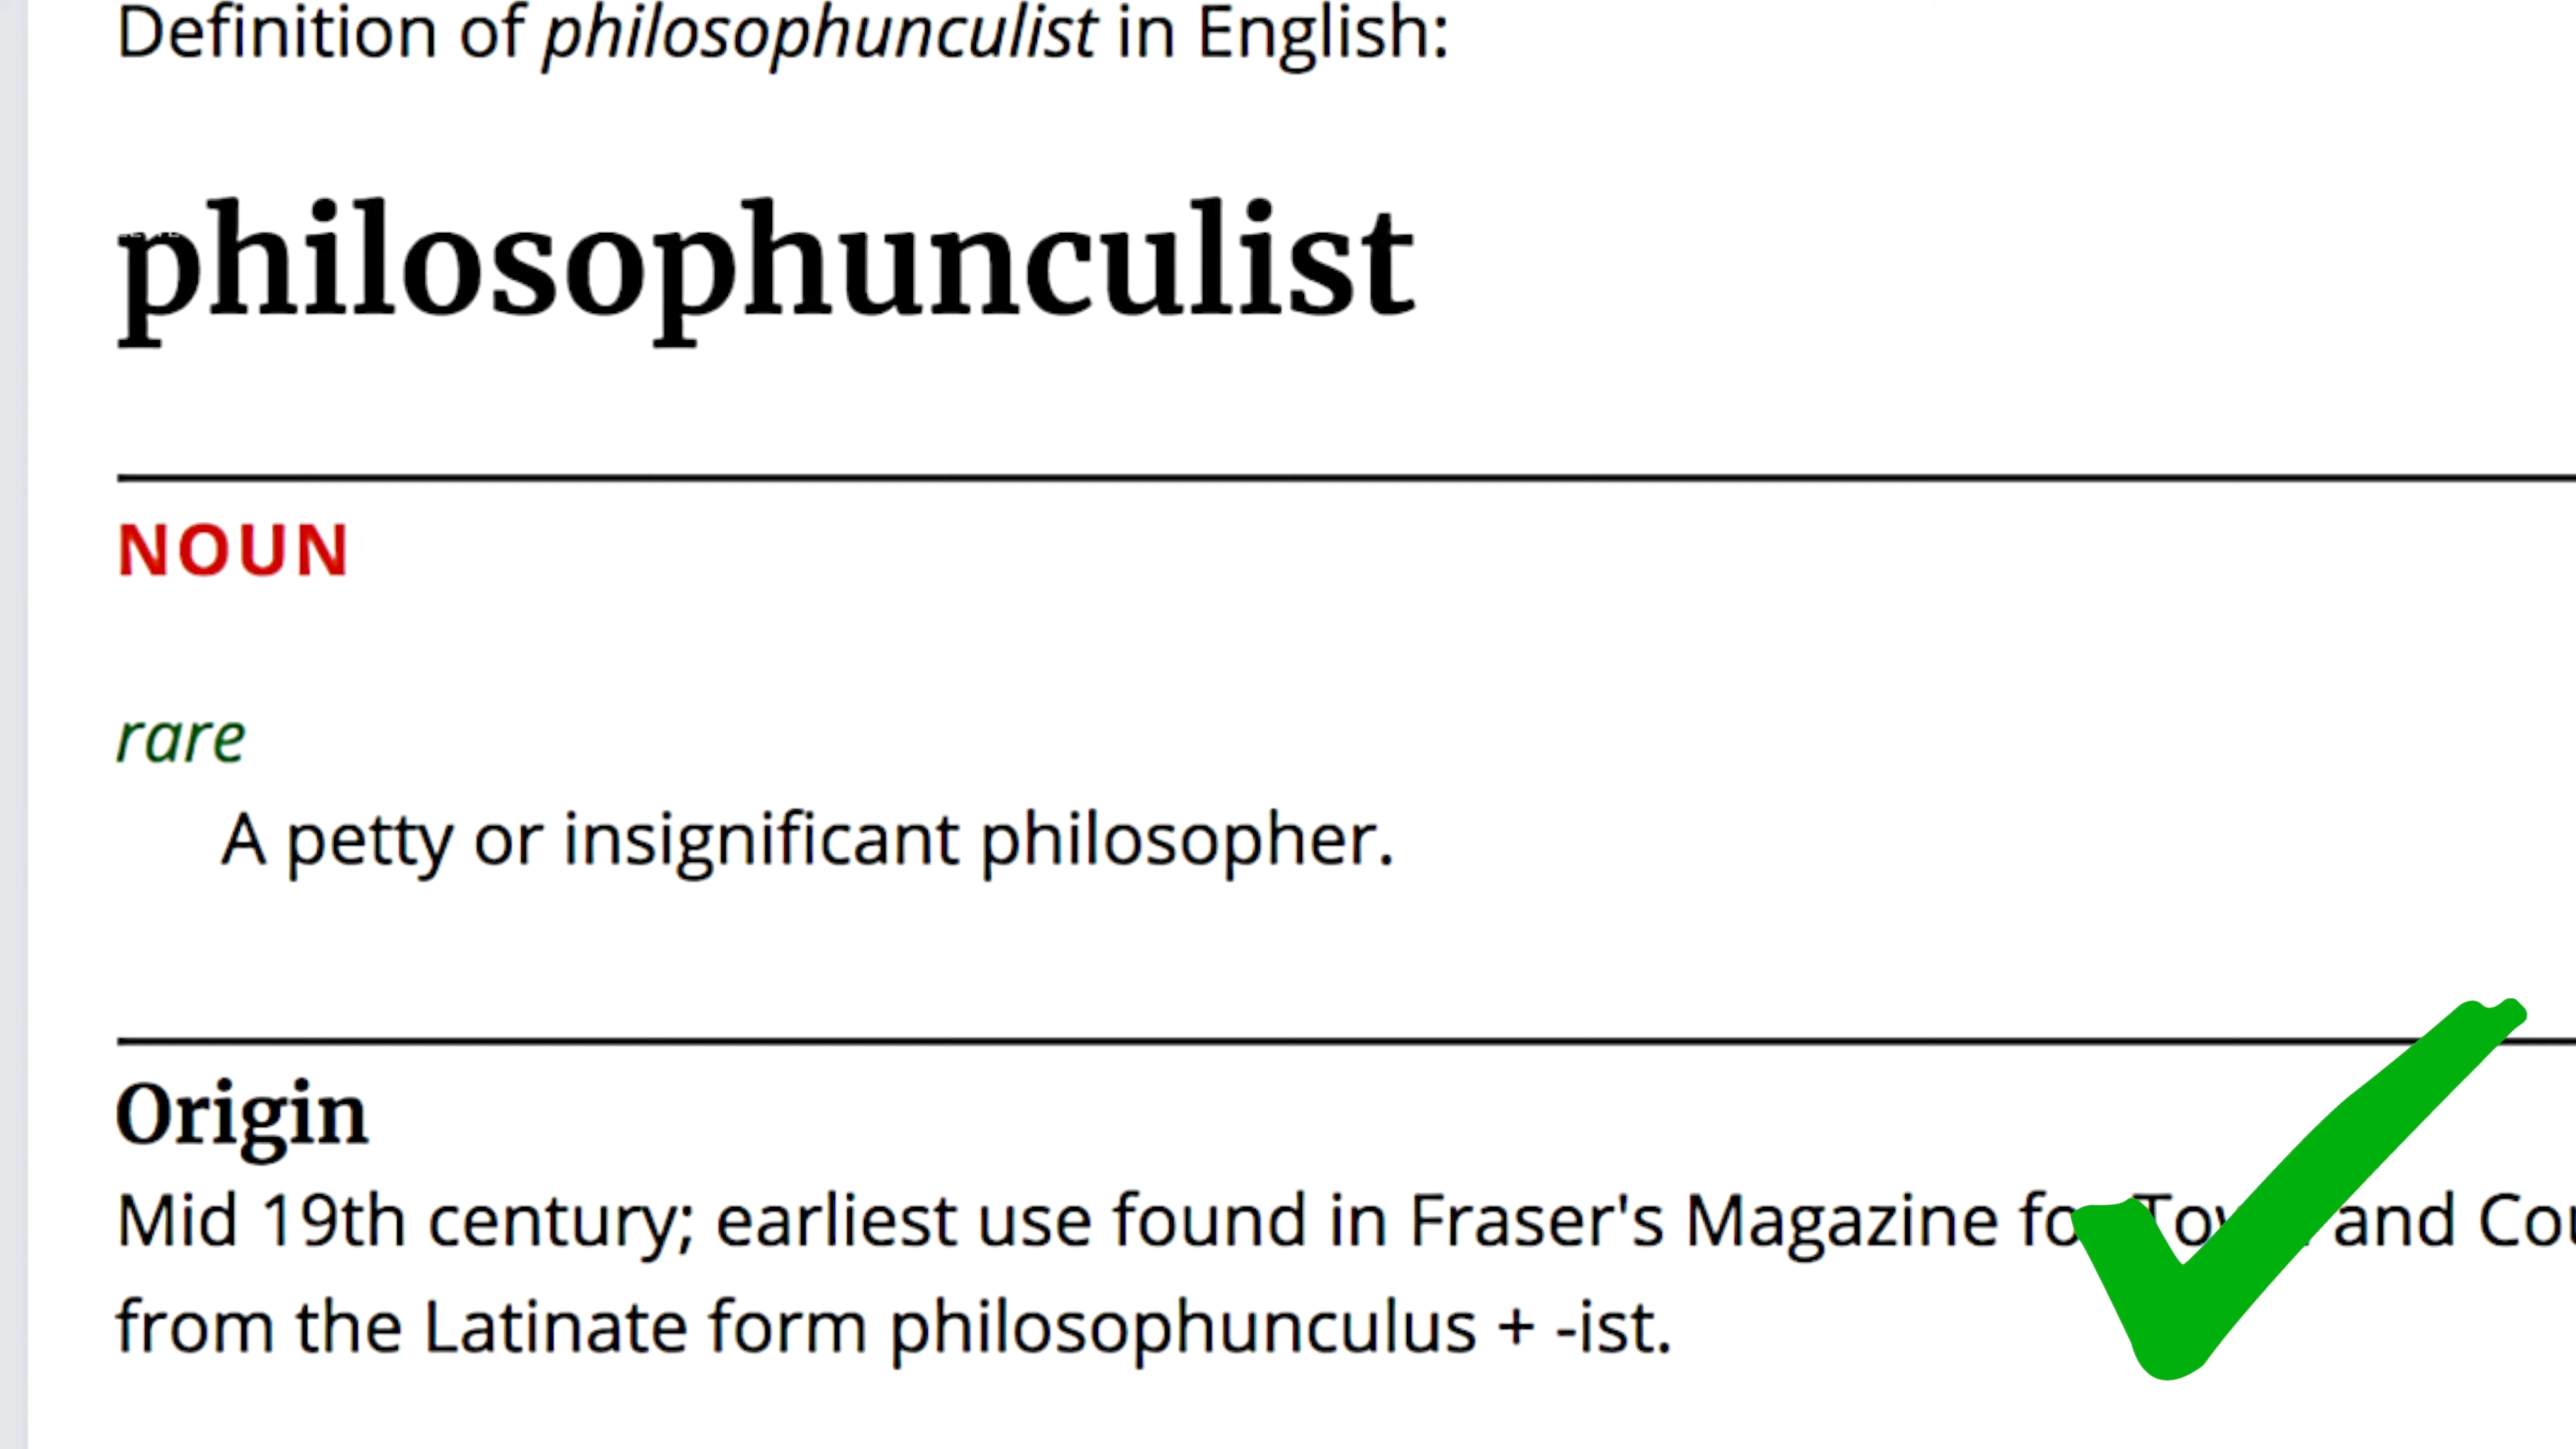 Definition of philosophunculist in English:
philosophunculist
NOUN
rare
A petty or insignificant philosopher.
Origin
Mid 19th century; earliest use found in Fraser's Magazine and
from the Latinate form philosophunculus + -ist.